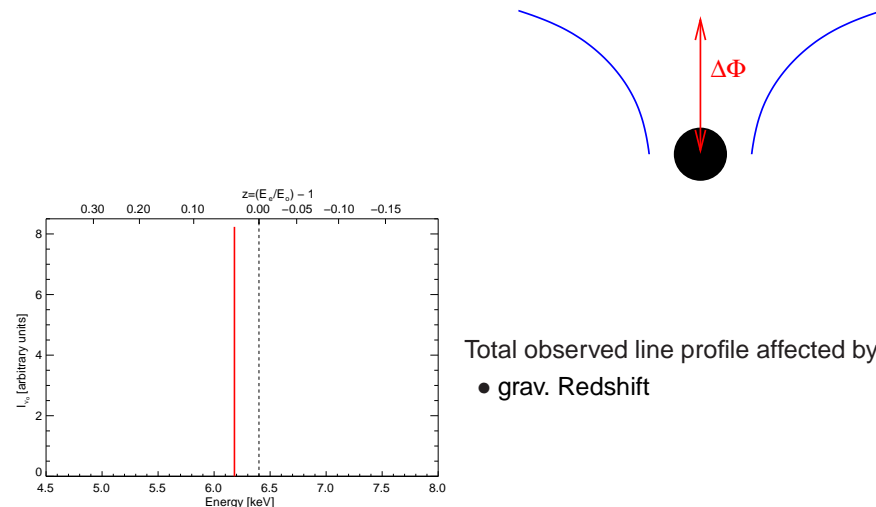 ΔΦ
z=(E_e/E_o) − 1
0.30 0.20 0.10 0.00 −0.05 −0.10 −0.15
8
6
4
2
0
I_ν_o [arbitrary units]
4.5 5.0 5.5 6.0 6.5 7.0 7.5 8.0
Energy [keV]
Total observed line profile affected by
• grav. Redshift